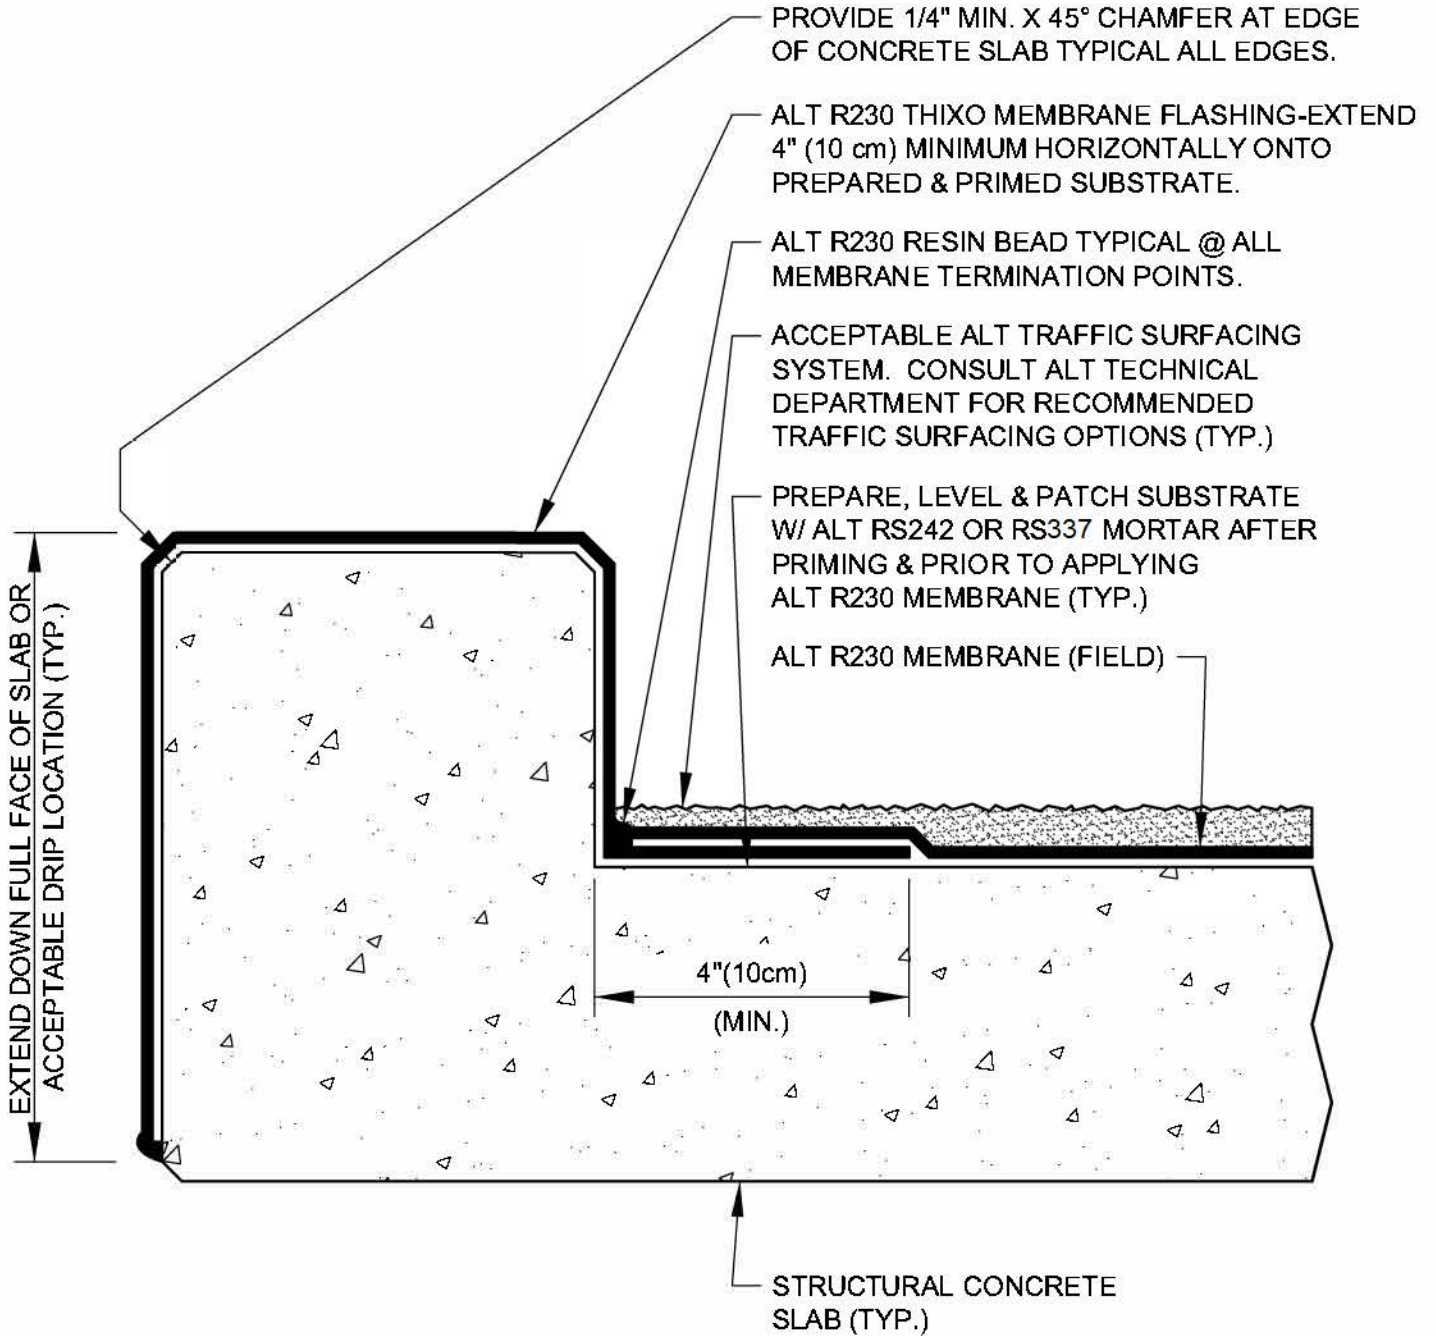 PROVIDE 1/4" MIN. X 45° CHAMFER AT EDGE
OF CONCRETE SLAB TYPICAL ALL EDGES.
ALT R230 THIXO MEMBRANE FLASHING-EXTEND
4" (10 cm) MINIMUM HORIZONTALLY ONTO
PREPARED & PRIMED SUBSTRATE.
ALT R230 RESIN BEAD TYPICAL @ ALL
MEMBRANE TERMINATION POINTS.
ACCEPTABLE ALT TRAFFIC SURFACING
SYSTEM. CONSULT ALT TECHNICAL
DEPARTMENT FOR RECOMMENDED
TRAFFIC SURFACING OPTIONS (TYP.)
PREPARE, LEVEL & PATCH SUBSTRATE
W/ ALT RS242 OR RS337 MORTAR AFTER
PRIMING & PRIOR TO APPLYING
ALT R230 MEMBRANE (TYP.)
ALT R230 MEMBRANE (FIELD)
EXTEND DOWN FULL FACE OF SLAB OR
ACCEPTABLE DRIP LOCATION (TYP.)
4"(10cm)
(MIN.)
STRUCTURAL CONCRETE
SLAB (TYP.)